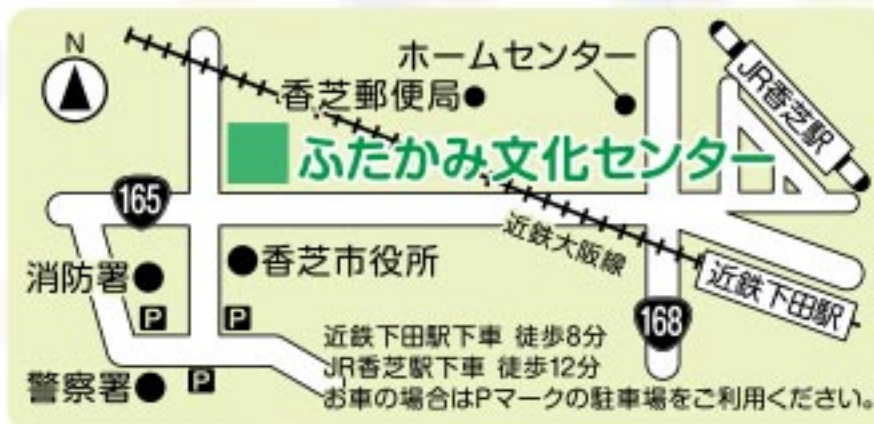 N
ホームセンター
JR香芝駅
香芝郵便局
ふたかみ文化センター
165
近鉄大阪線
香芝市役所
消防署
近鉄下田駅
P
P
168
近鉄下田駅下車 徒歩8分
JR香芝駅下車 徒歩12分
警察署
P
お車の場合はPマークの駐車場をご利用ください。